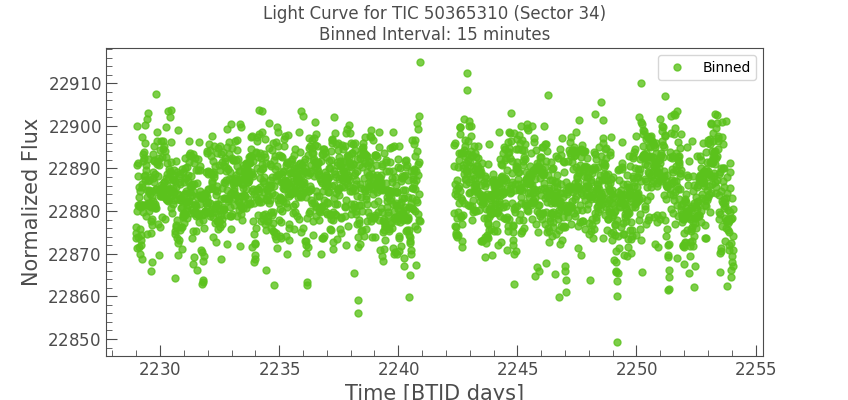 Light Curve for TIC 50365310 (Sector 34)
Binned Interval: 15 minutes
Binned
Normalized Flux
22910
22900
22890
22880
22870
22860
22850
2230
2235
2240
2245
2250
2255
Time [BTJD days]